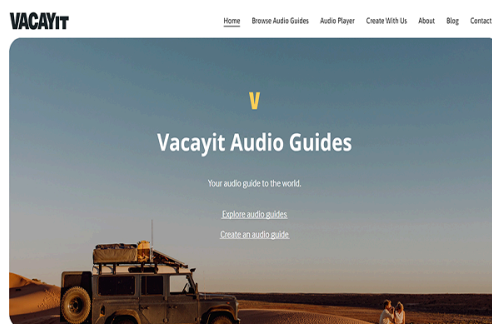 VACAYIT
Home Browse Audio Guides Audio Player Create With Us About Blog Contact
V
Vacayit Audio Guides
Your audio guide to the world.
Explore audio guides
Create an audio guide